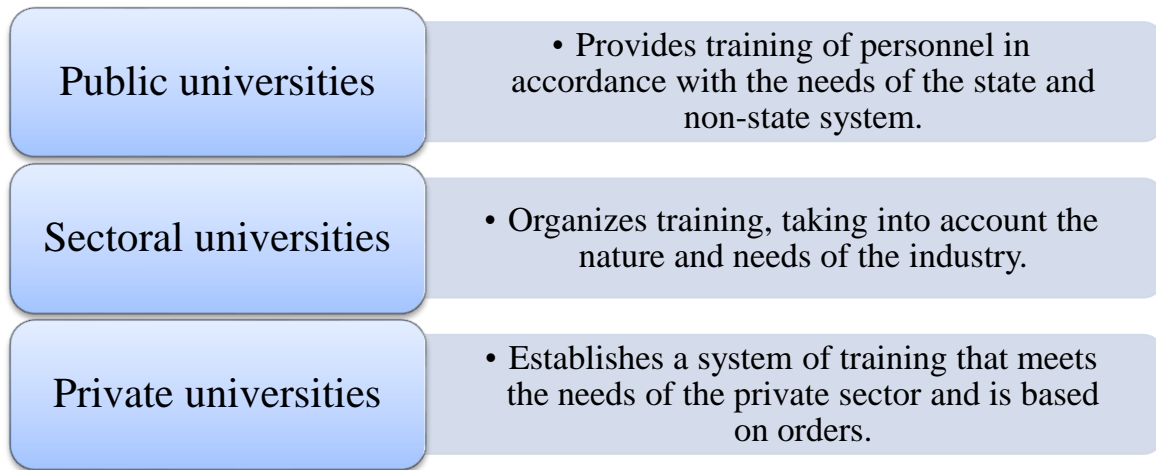 Public universities
• Provides training of personnel in
accordance with the needs of the state and
non-state system.
Sectoral universities
• Organizes training, taking into account the
nature and needs of the industry.
Private universities
• Establishes a system of training that meets
the needs of the private sector and is based
on orders.